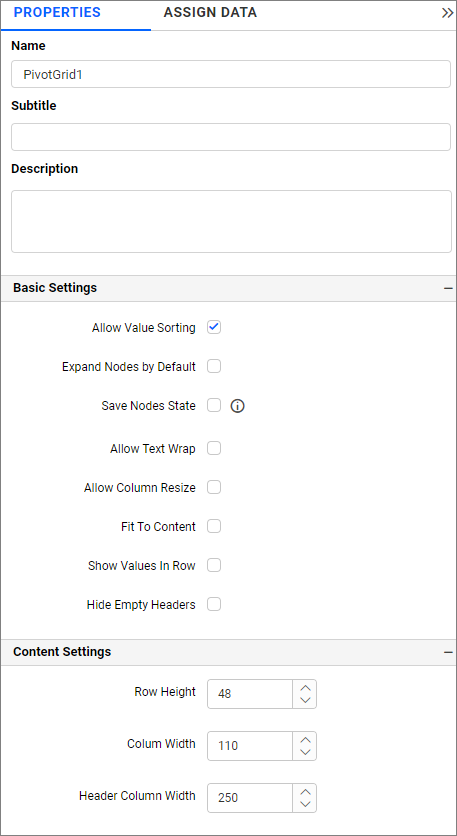 PROPERTIES ASSIGN DATA
Name
PivotGrid1
Subtitle
Description
Basic Settings
Allow Value Sorting
Expand Nodes by Default
Save Nodes State
Allow Text Wrap
Allow Column Resize
Fit To Content
Show Values In Row
Hide Empty Headers
Content Settings
Row Height 48
Colum Width 110
Header Column Width 250